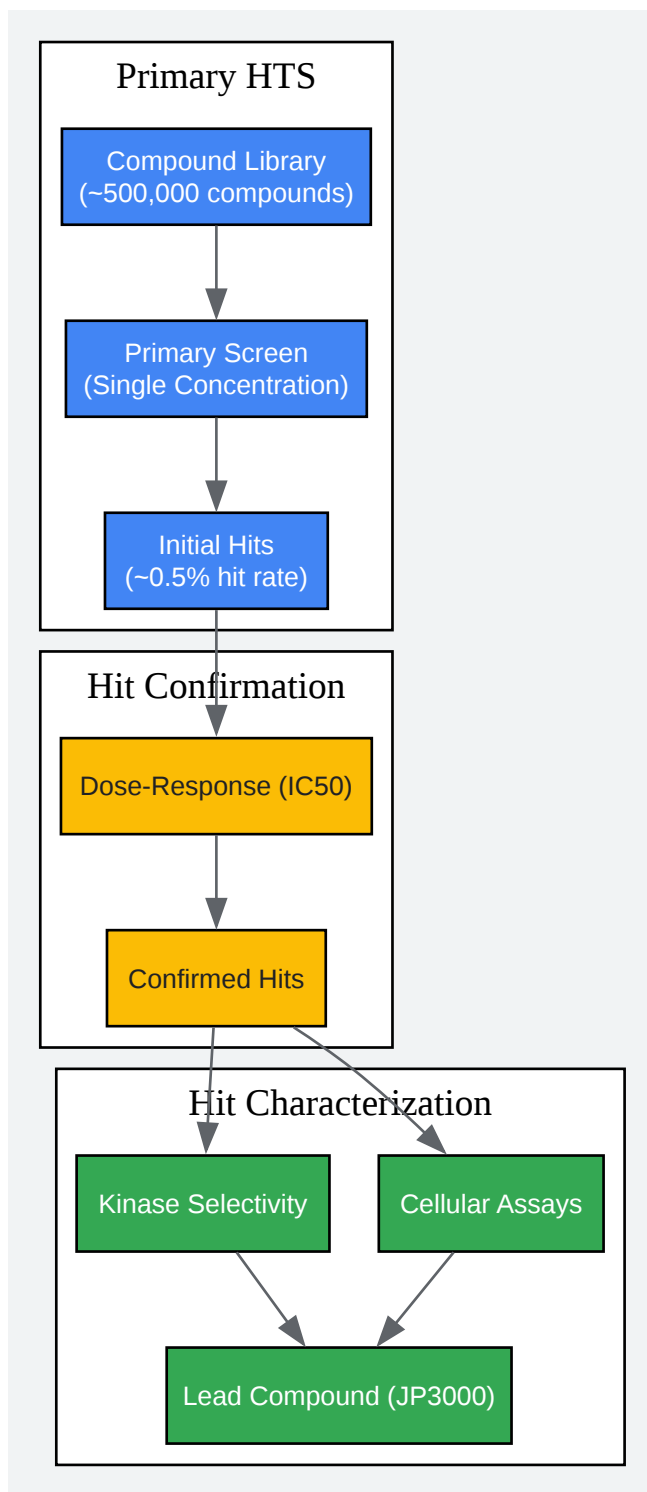 Primary HTS
Compound Library
(~500,000 compounds)
Primary Screen
(Single Concentration)
Initial Hits
(~0.5% hit rate)
Hit Confirmation
Dose-Response (IC50)
Confirmed Hits
Hit Characterization
Kinase Selectivity
Cellular Assays
Lead Compound (JP3000)